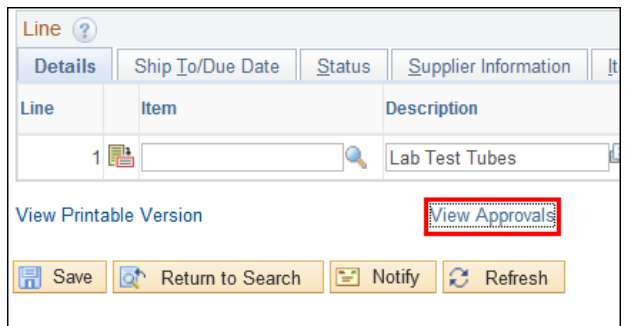 Line ?
Details Ship To/Due Date Status Supplier Information It
Line Item Description
1 Lab Test Tubes
View Printable Version View Approvals
Save Return to Search Notify Refresh